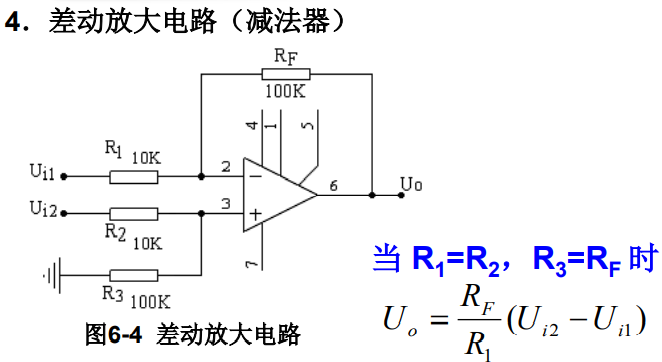 4. 差动放大电路（减法器）
RF
100K
4 1 5
R1 10K
Ui1
2
6
Uo
Ui2
3
R2 10K
7
R3 100K
当 R1=R2，R3=RF 时
图6-4 差动放大电路
Uo = RF/R1 (Ui2 − Ui1)